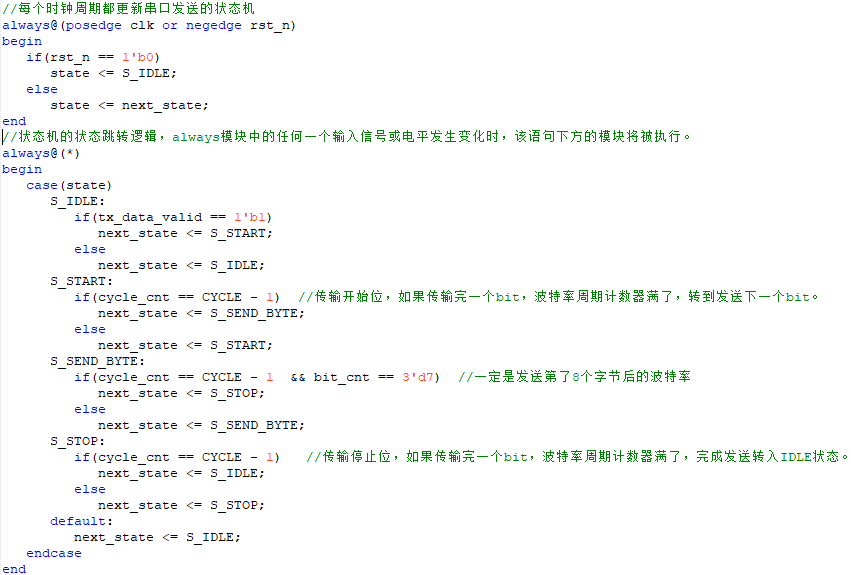 //每个时钟周期都更新串口发送的状态机
always@(posedge clk or negedge rst_n)
begin
    if(rst_n == 1'b0)
        state <= S_IDLE;
    else
        state <= next_state;
end
//状态机的状态跳转逻辑，always模块中的任何一个输入信号或电平发生变化时，该语句下方的模块将被执行。
always@(*)
begin
    case(state)
        S_IDLE:
            if(tx_data_valid == 1'b1)
                next_state <= S_START;
            else
                next_state <= S_IDLE;
        S_START:
            if(cycle_cnt == CYCLE - 1)  //传输开始位，如果传输完一个bit，波特率周期计数器满了，转到发送下一个bit。
                next_state <= S_SEND_BYTE;
            else
                next_state <= S_START;
        S_SEND_BYTE:
            if(cycle_cnt == CYCLE - 1  && bit_cnt == 3'd7)  //一定是发送第了8个字节后的波特率
                next_state <= S_STOP;
            else
                next_state <= S_SEND_BYTE;
        S_STOP:
            if(cycle_cnt == CYCLE - 1)   //传输停止位，如果传输完一个bit，波特率周期计数器满了，完成发送转入IDLE状态。
                next_state <= S_IDLE;
            else
                next_state <= S_STOP;
        default:
            next_state <= S_IDLE;
    endcase
end